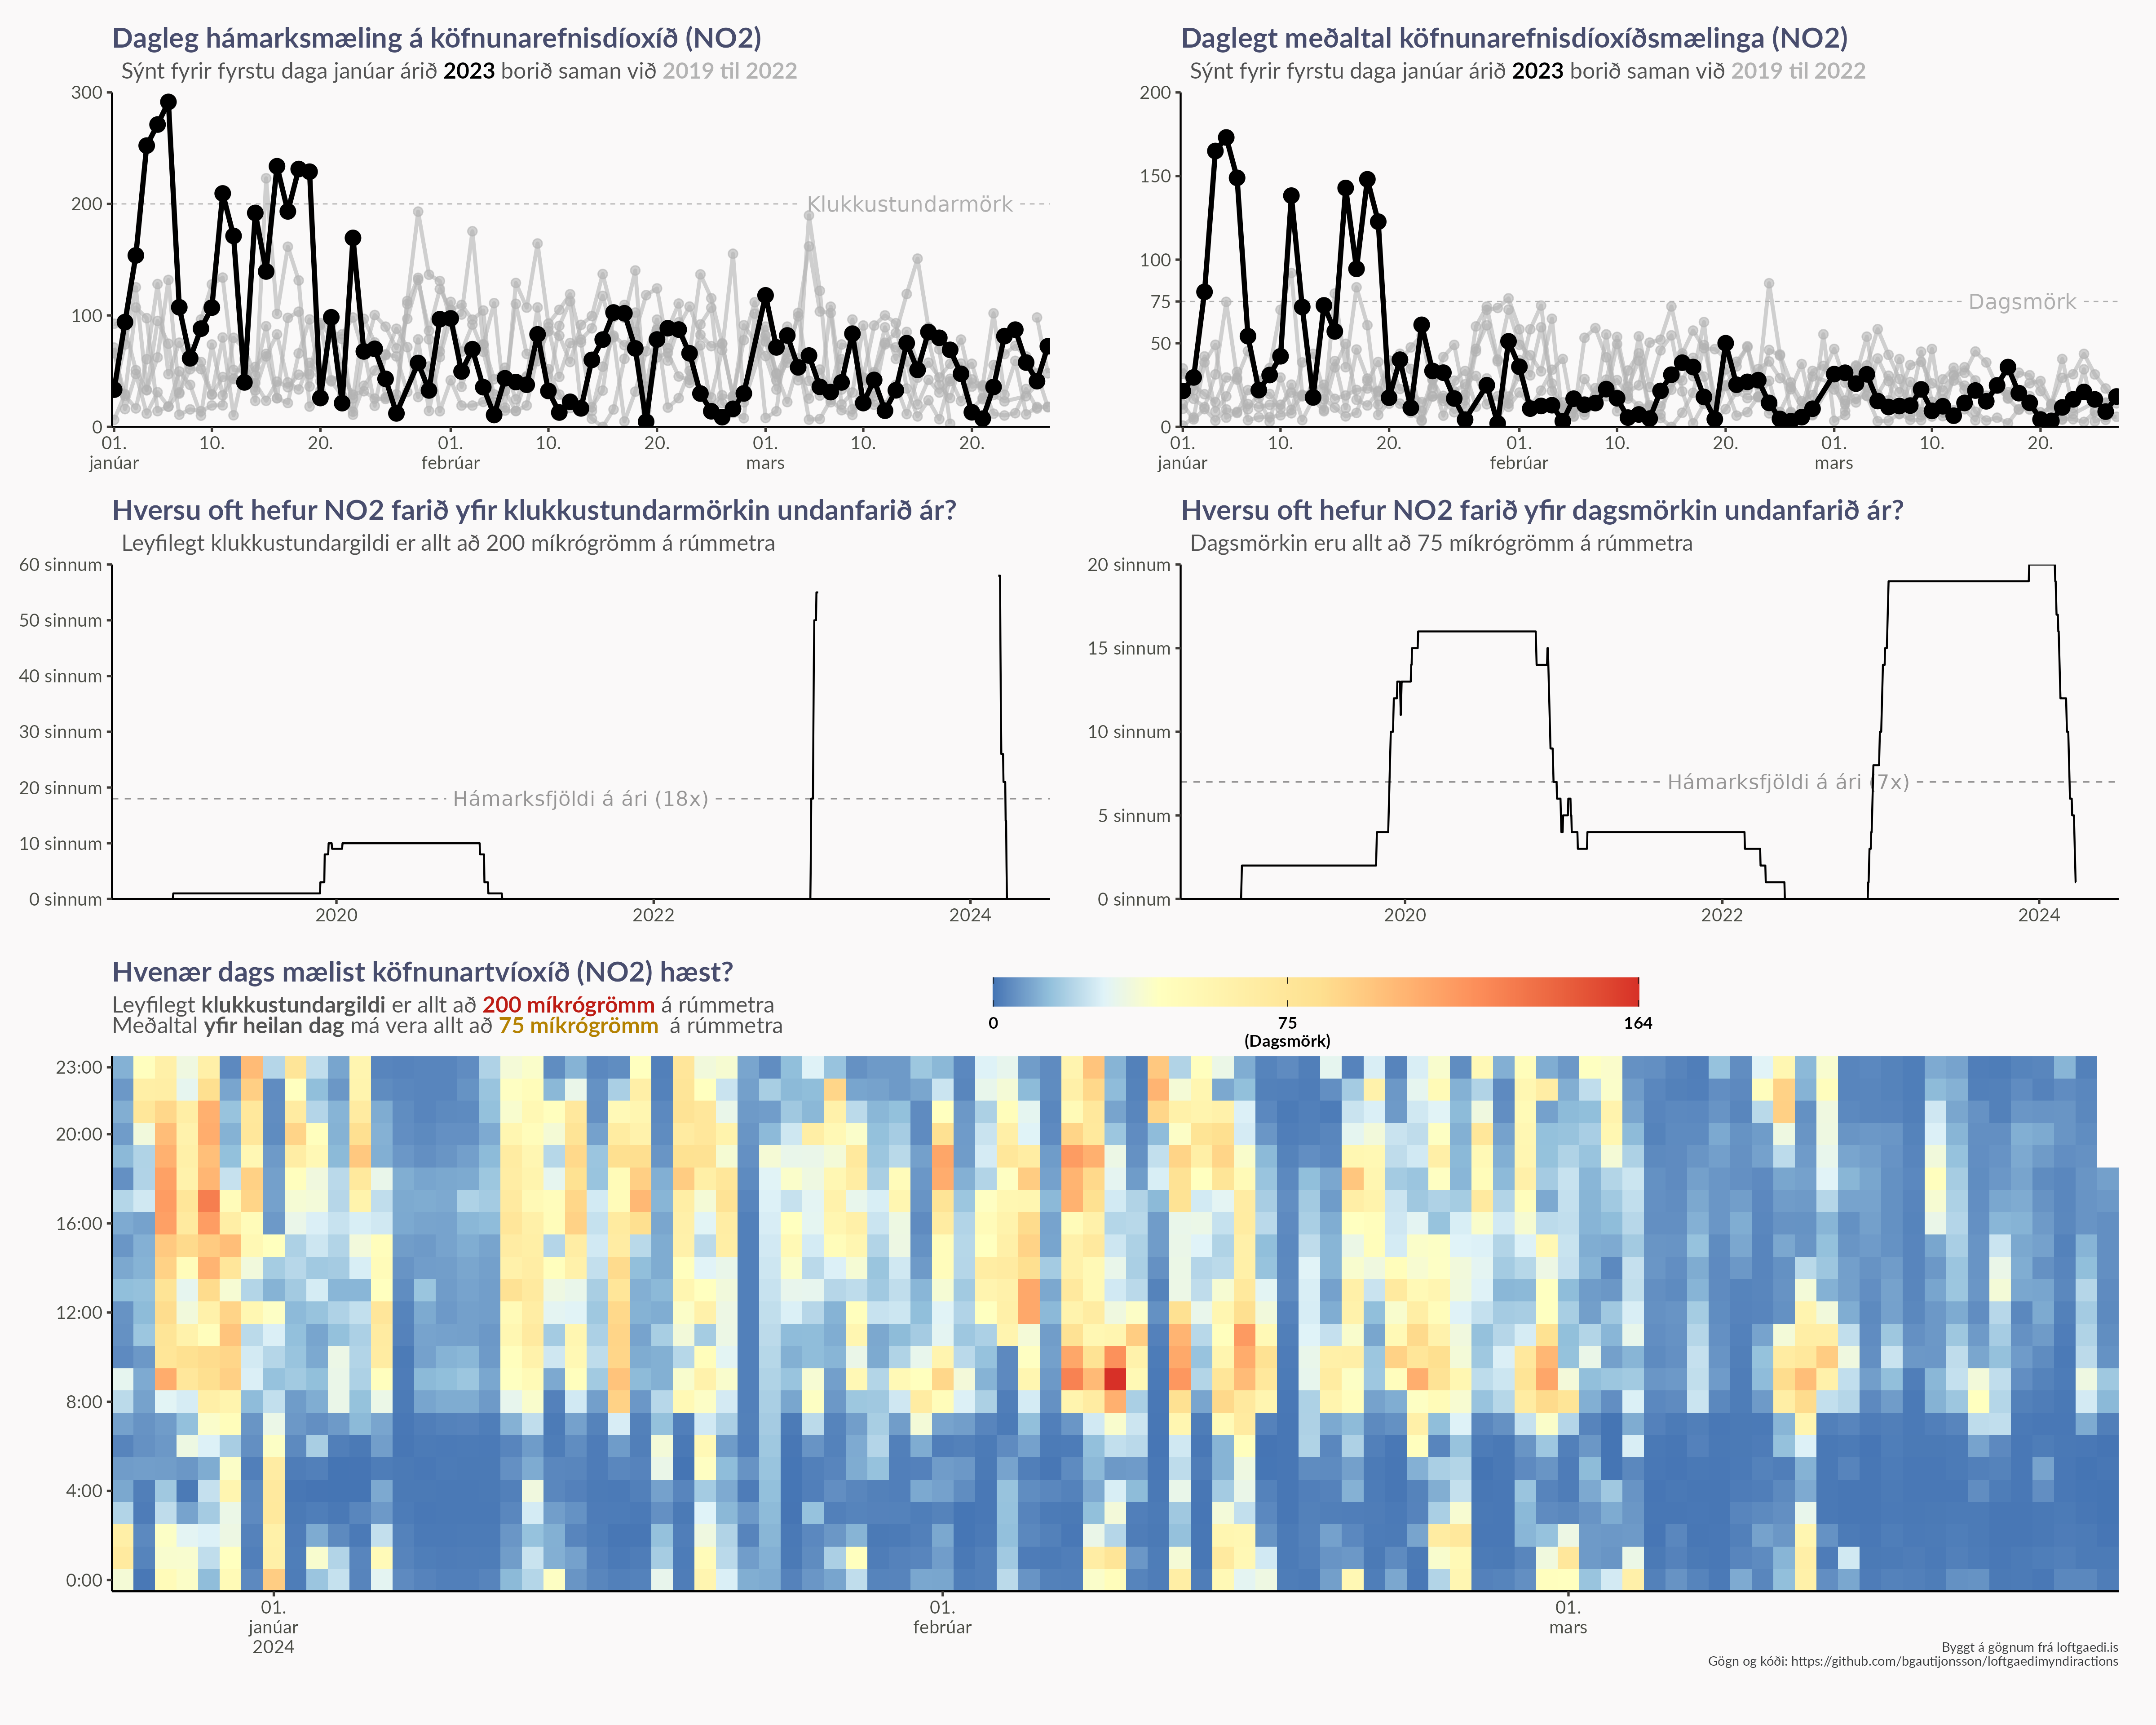 Dagleg hámarksmæling á köfnunarefnisdíoxíð (NO2)
Sýnt fyrir fyrstu daga janúar árið 2023 borið saman við 2019 til 2022
300
200
100
0
Klukkustundarmörk
01. 10. 20. 01. 10. 20. 01. 10. 20.
janúar febrúar mars
Daglegt meðaltal köfnunarefnisdíoxíðsmælinga (NO2)
Sýnt fyrir fyrstu daga janúar árið 2023 borið saman við 2019 til 2022
200
150
100
75
50
0
Dagsmörk
01. 10. 20. 01. 10. 20. 01. 10. 20.
janúar febrúar mars
Hversu oft hefur NO2 farið yfir klukkustundarmörkin undanfarið ár?
Leyfilegt klukkustundargildi er allt að 200 míkrógrömm á rúmmetra
60 sinnum
50 sinnum
40 sinnum
30 sinnum
20 sinnum
10 sinnum
0 sinnum
Hámarksfjöldi á ári (18x)
2020 2022 2024
Hversu oft hefur NO2 farið yfir dagsmörkin undanfarið ár?
Dagsmörkin eru allt að 75 míkrógrömm á rúmmetra
20 sinnum
15 sinnum
10 sinnum
5 sinnum
0 sinnum
Hámarksfjöldi á ári (7x)
2020 2022 2024
Hvenær dags mælist köfnunartvíoxíð (NO2) hæst?
Leyfilegt klukkustundargildi er allt að 200 míkrógrömm á rúmmetra
Meðaltal yfir heilan dag má vera allt að 75 míkrógrömm á rúmmetra
0 75 164
(Dagsmörk)
23:00
20:00
16:00
12:00
8:00
4:00
0:00
01. 01. 01.
janúar febrúar mars
2024
Byggt á gögnum frá loftgaedi.is
Gögn og kóði: https://github.com/bgautijonsson/loftgaedimyndiractions